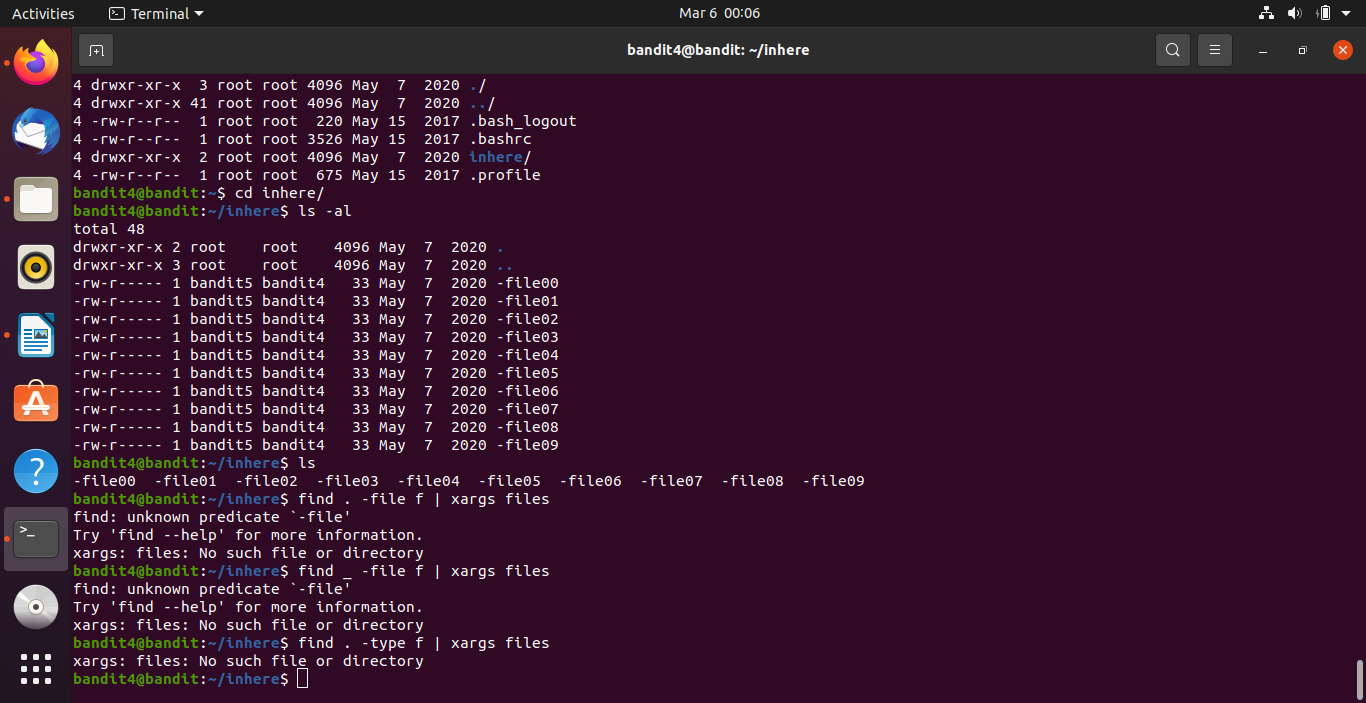 Activities Terminal Mar 6 00:06
bandit4@bandit: ~/inhere
4 drwxr-xr-x  3 root root 4096 May  7  2020 ./
4 drwxr-xr-x 41 root root 4096 May  7  2020 ../
4 -rw-r--r--  1 root root  220 May 15  2017 .bash_logout
4 -rw-r--r--  1 root root 3526 May 15  2017 .bashrc
4 drwxr-xr-x  2 root root 4096 May  7  2020 inhere/
4 -rw-r--r--  1 root root  675 May 15  2017 .profile
bandit4@bandit:~$ cd inhere/
bandit4@bandit:~/inhere$ ls -al
total 48
drwxr-xr-x 2 root    root    4096 May  7  2020 .
drwxr-xr-x 3 root    root    4096 May  7  2020 ..
-rw-r----- 1 bandit5 bandit4   33 May  7  2020 -file00
-rw-r----- 1 bandit5 bandit4   33 May  7  2020 -file01
-rw-r----- 1 bandit5 bandit4   33 May  7  2020 -file02
-rw-r----- 1 bandit5 bandit4   33 May  7  2020 -file03
-rw-r----- 1 bandit5 bandit4   33 May  7  2020 -file04
-rw-r----- 1 bandit5 bandit4   33 May  7  2020 -file05
-rw-r----- 1 bandit5 bandit4   33 May  7  2020 -file06
-rw-r----- 1 bandit5 bandit4   33 May  7  2020 -file07
-rw-r----- 1 bandit5 bandit4   33 May  7  2020 -file08
-rw-r----- 1 bandit5 bandit4   33 May  7  2020 -file09
bandit4@bandit:~/inhere$ ls
-file00  -file01  -file02  -file03  -file04  -file05  -file06  -file07  -file08  -file09
bandit4@bandit:~/inhere$ find . -file f | xargs files
find: unknown predicate `-file'
Try 'find --help' for more information.
xargs: files: No such file or directory
bandit4@bandit:~/inhere$ find _ -file f | xargs files
find: unknown predicate `-file'
Try 'find --help' for more information.
xargs: files: No such file or directory
bandit4@bandit:~/inhere$ find . -type f | xargs files
xargs: files: No such file or directory
bandit4@bandit:~/inhere$